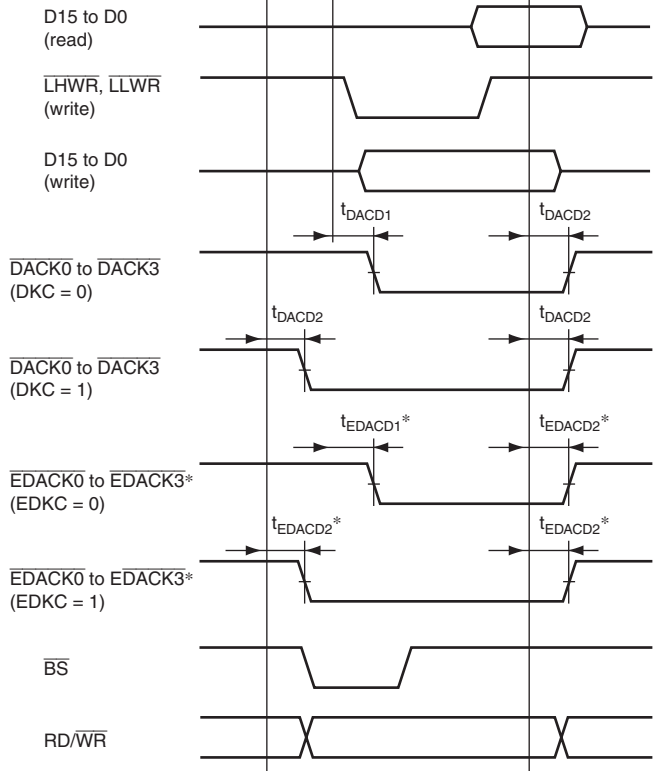 D15 to D0
(read)
LHWR, LLWR
(write)
D15 to D0
(write)
tDACD1
tDACD2
DACK0 to DACK3
(DKC = 0)
tDACD2
tDACD2
DACK0 to DACK3
(DKC = 1)
tEDACD1*
tEDACD2*
EDACK0 to EDACK3*
(EDKC = 0)
tEDACD2*
tEDACD2*
EDACK0 to EDACK3*
(EDKC = 1)
BS
RD/WR